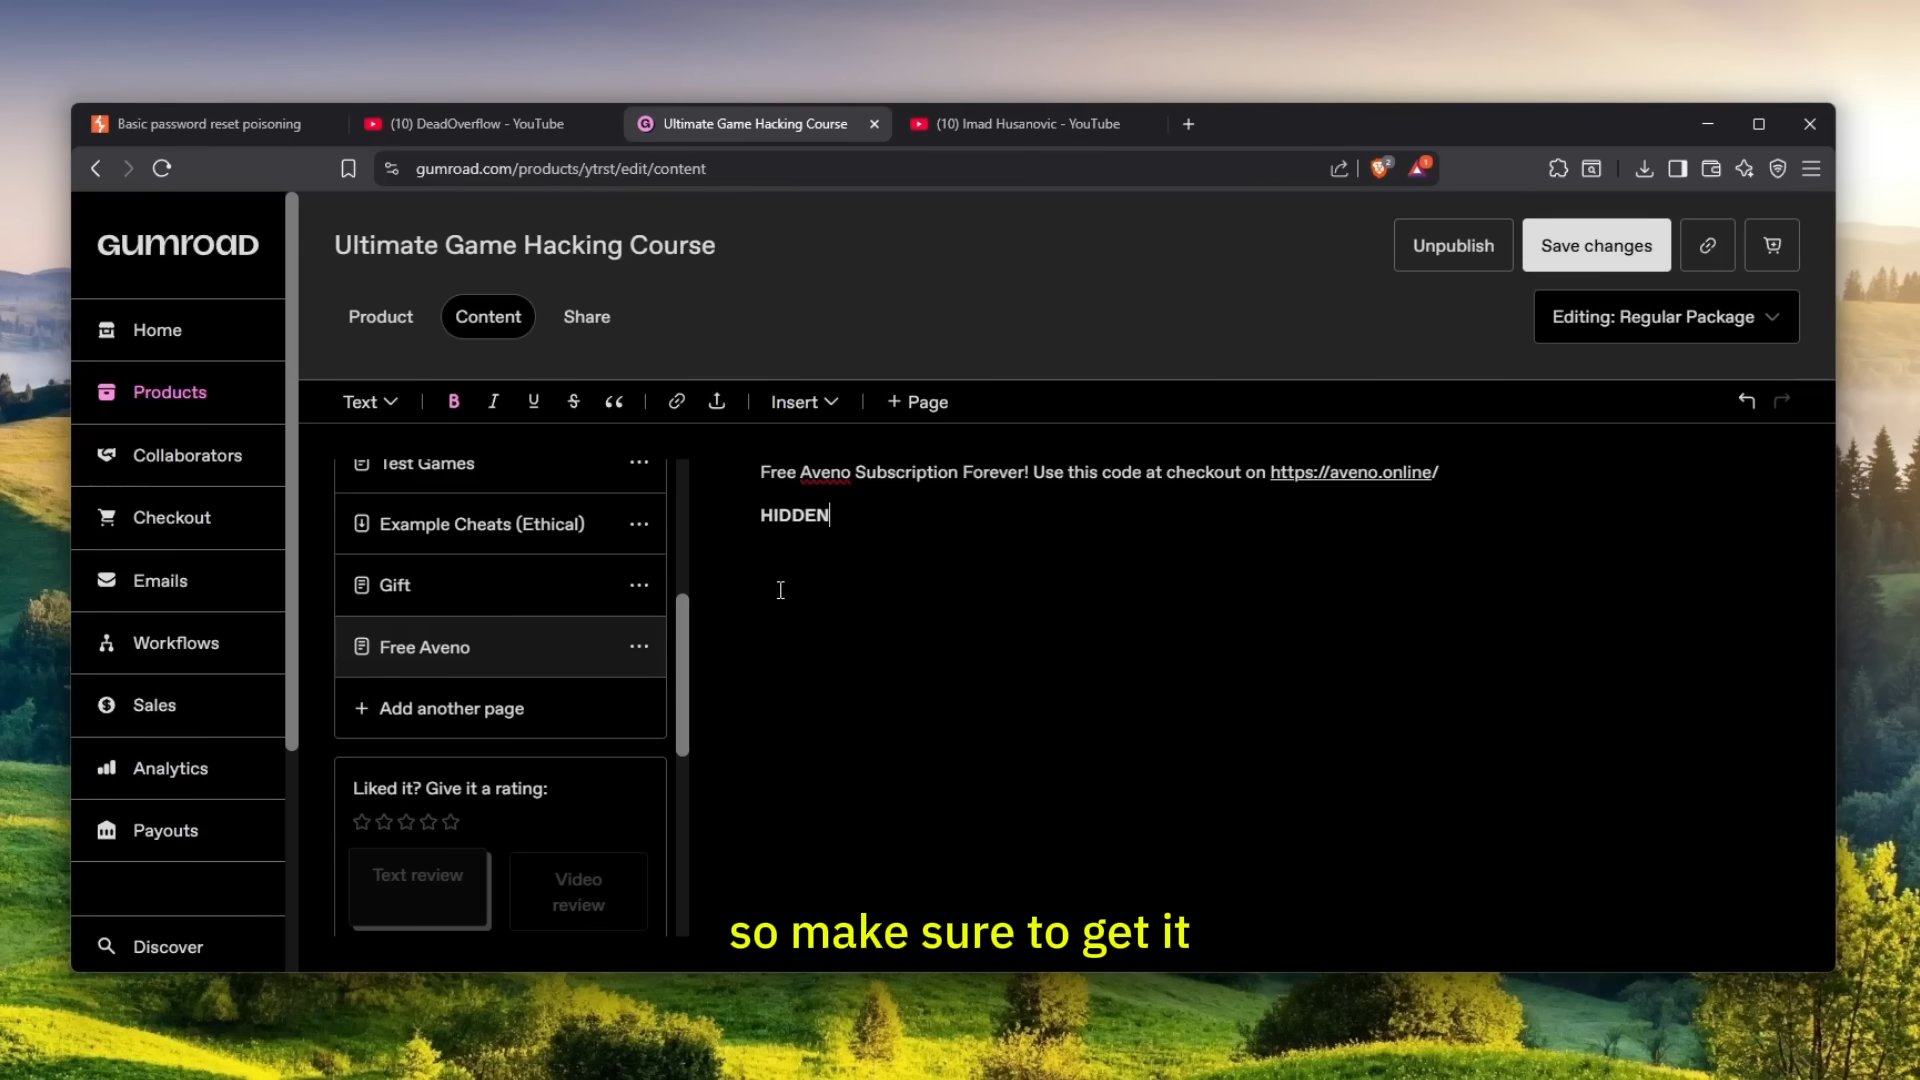 Basic password reset poisoning
(10) DeadOverflow - YouTube
Ultimate Game Hacking Course
(10) Imad Husanovic - YouTube
gumroad.com/products/ytrst/edit/content
2
1
GUMROAD
Ultimate Game Hacking Course
Unpublish
Save changes
Product
Content
Share
Editing: Regular Package
Home
Products
Collaborators
Checkout
Emails
Workflows
Sales
Analytics
Payouts
Discover
Text
B
I
U
S
Insert
+ Page
Test Games
Example Cheats (Ethical)
Gift
Free Aveno
+ Add another page
Liked it? Give it a rating:
Text review
Video
review
Free Aveno Subscription Forever! Use this code at checkout on https://aveno.online/
HIDDEN
so make sure to get it